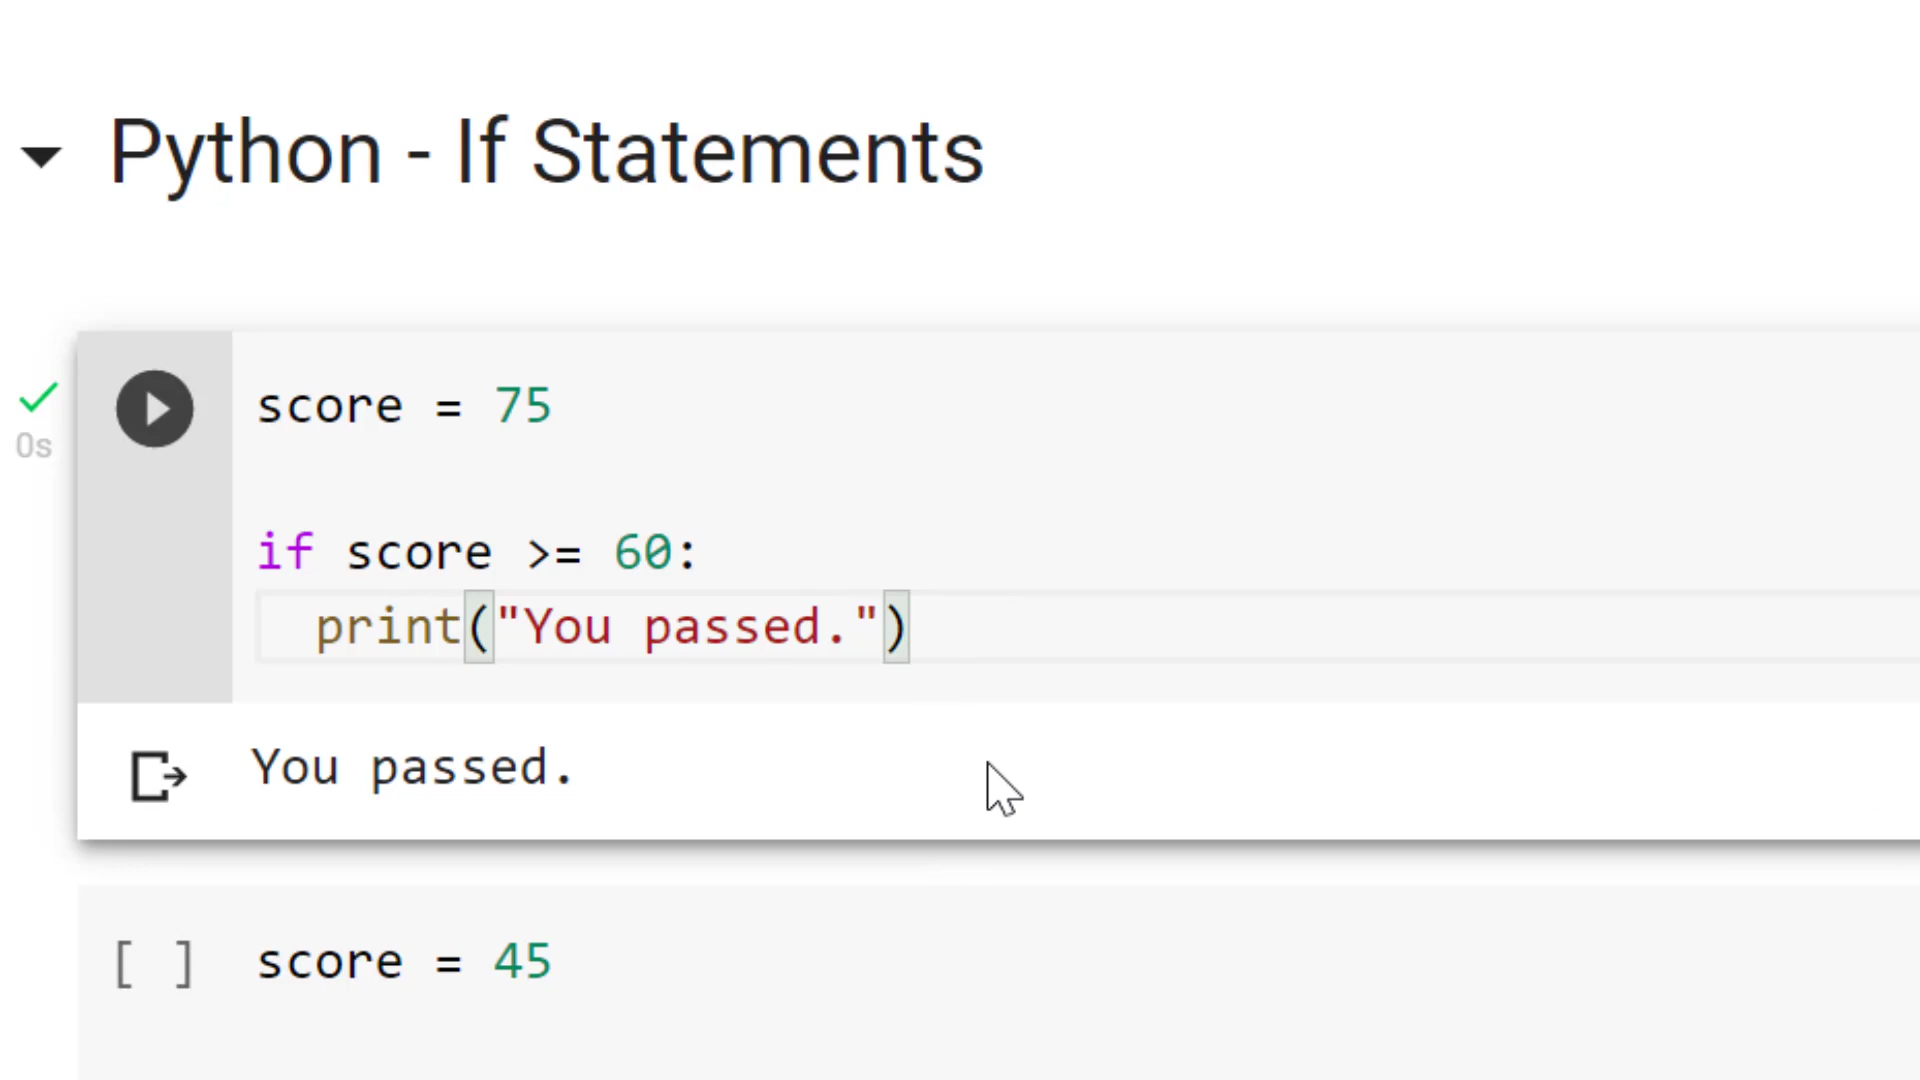 Python - If Statements
0s
score = 75
if score >= 60:
print("You passed.")
You passed.
[ ] score = 45